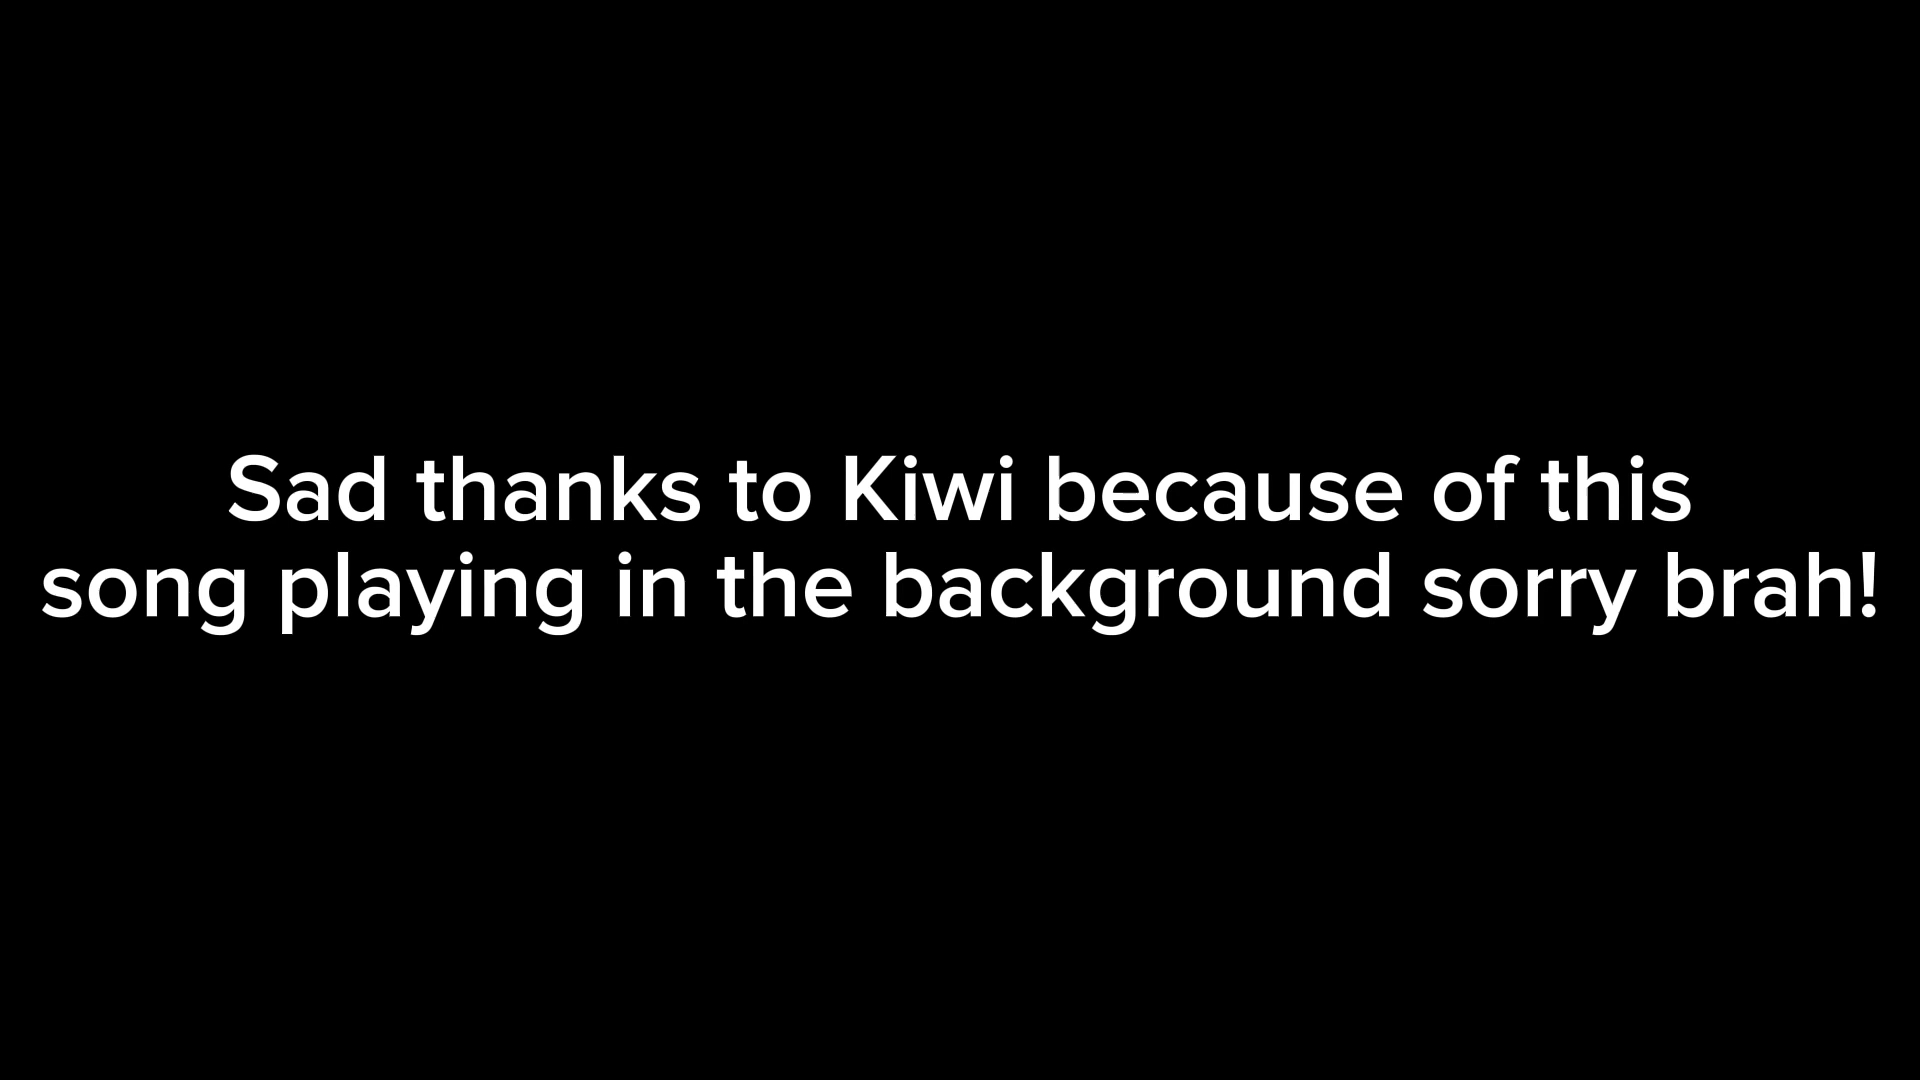 Sad thanks to Kiwi because of this
song playing in the background sorry brah!